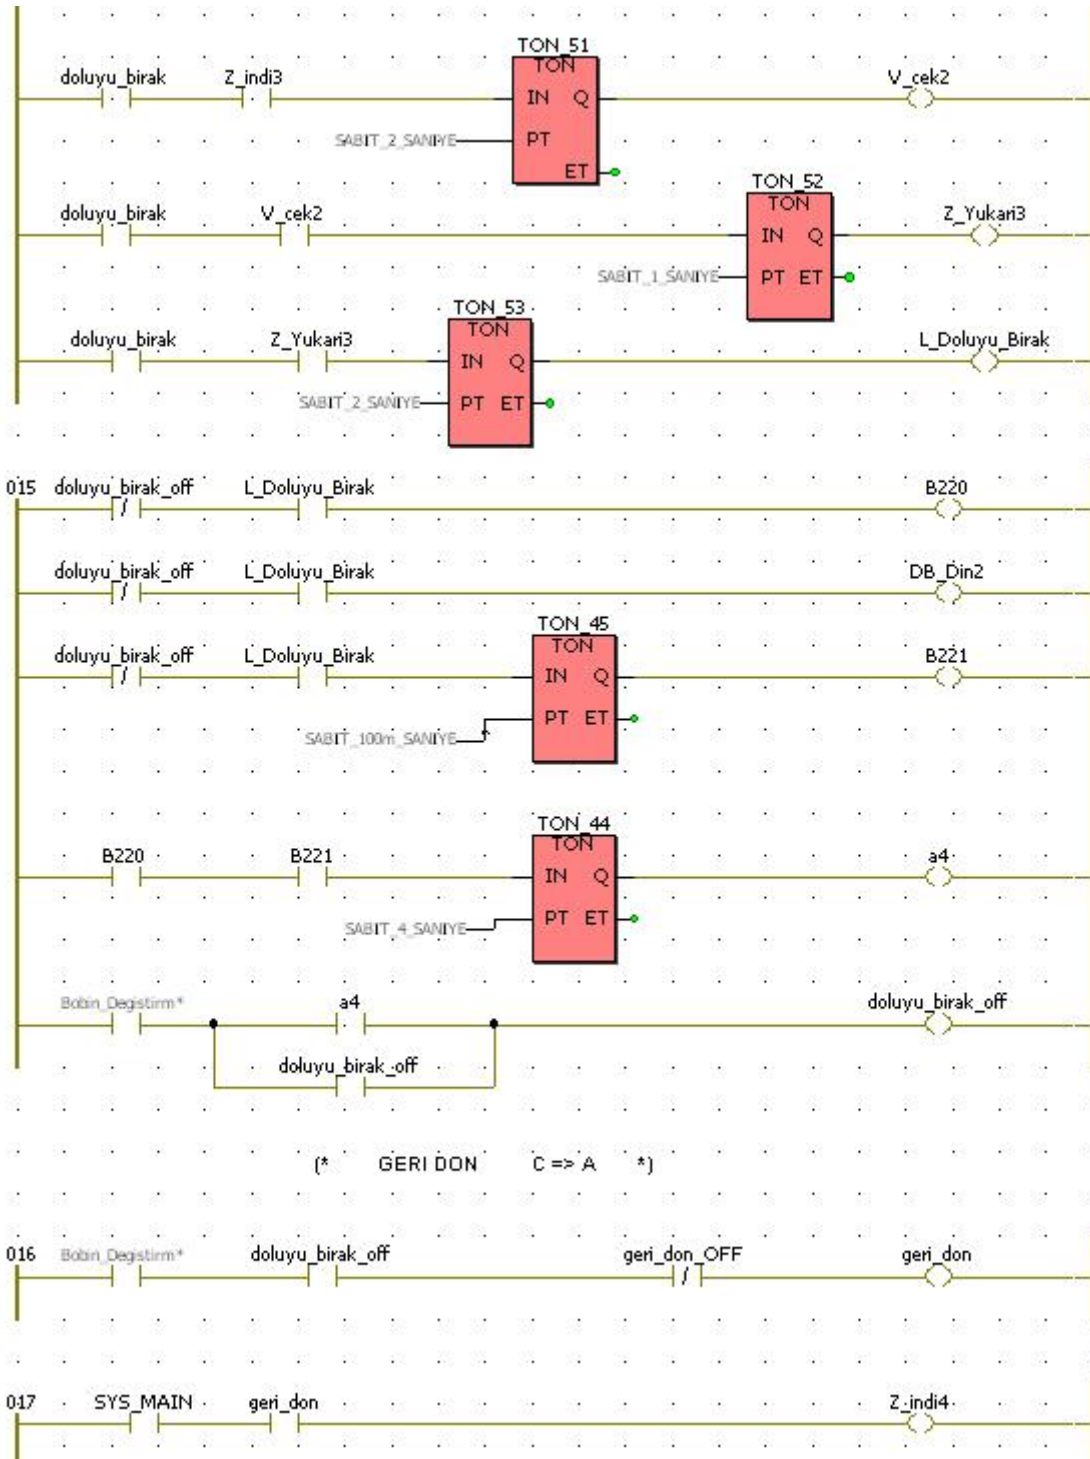 TON_51
TON
doluyu_birak Z_indi3 V_cek2
IN Q
SABIT_2_SANIYE PT
ET
TON_52
TON
doluyu_birak V_cek2 Z_Yukari3
IN Q
SABIT_1_SANIYE PT ET
TON_53
TON
doluyu_birak Z_Yukari3 L_Doluyu_Birak
IN Q
SABIT_2_SANIYE PT ET
015 doluyu_birak_off L_Doluyu_Birak B220
/
doluyu_birak_off L_Doluyu_Birak DB_Din2
/
TON_45
TON
doluyu_birak_off L_Doluyu_Birak B221
/ IN Q
PT ET
SABIT_100m_SANIYE
TON_44
TON
B220 B221 a4
IN Q
SABIT_4_SANIYE PT ET
Bobin_Degistirm* a4 doluyu_birak_off
doluyu_birak_off
(* GERI DON C => A *)
016 Bobin_Degistirm* doluyu_birak_off geri_don_OFF geri_don
/
017 SYS_MAIN geri_don Z_indi4